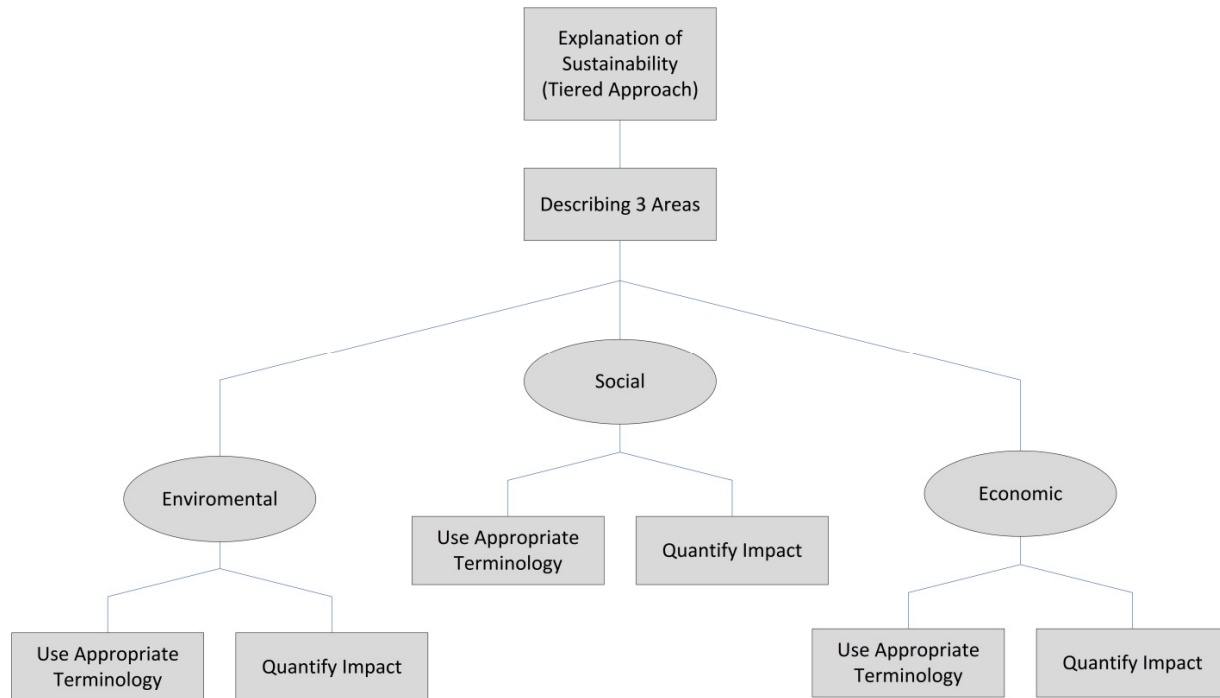 Explanation of
Sustainability
(Tiered Approach)
Describing 3 Areas
Social
Enviromental
Economic
Use Appropriate
Terminology
Quantify Impact
Use Appropriate
Terminology
Quantify Impact
Use Appropriate
Terminology
Quantify Impact